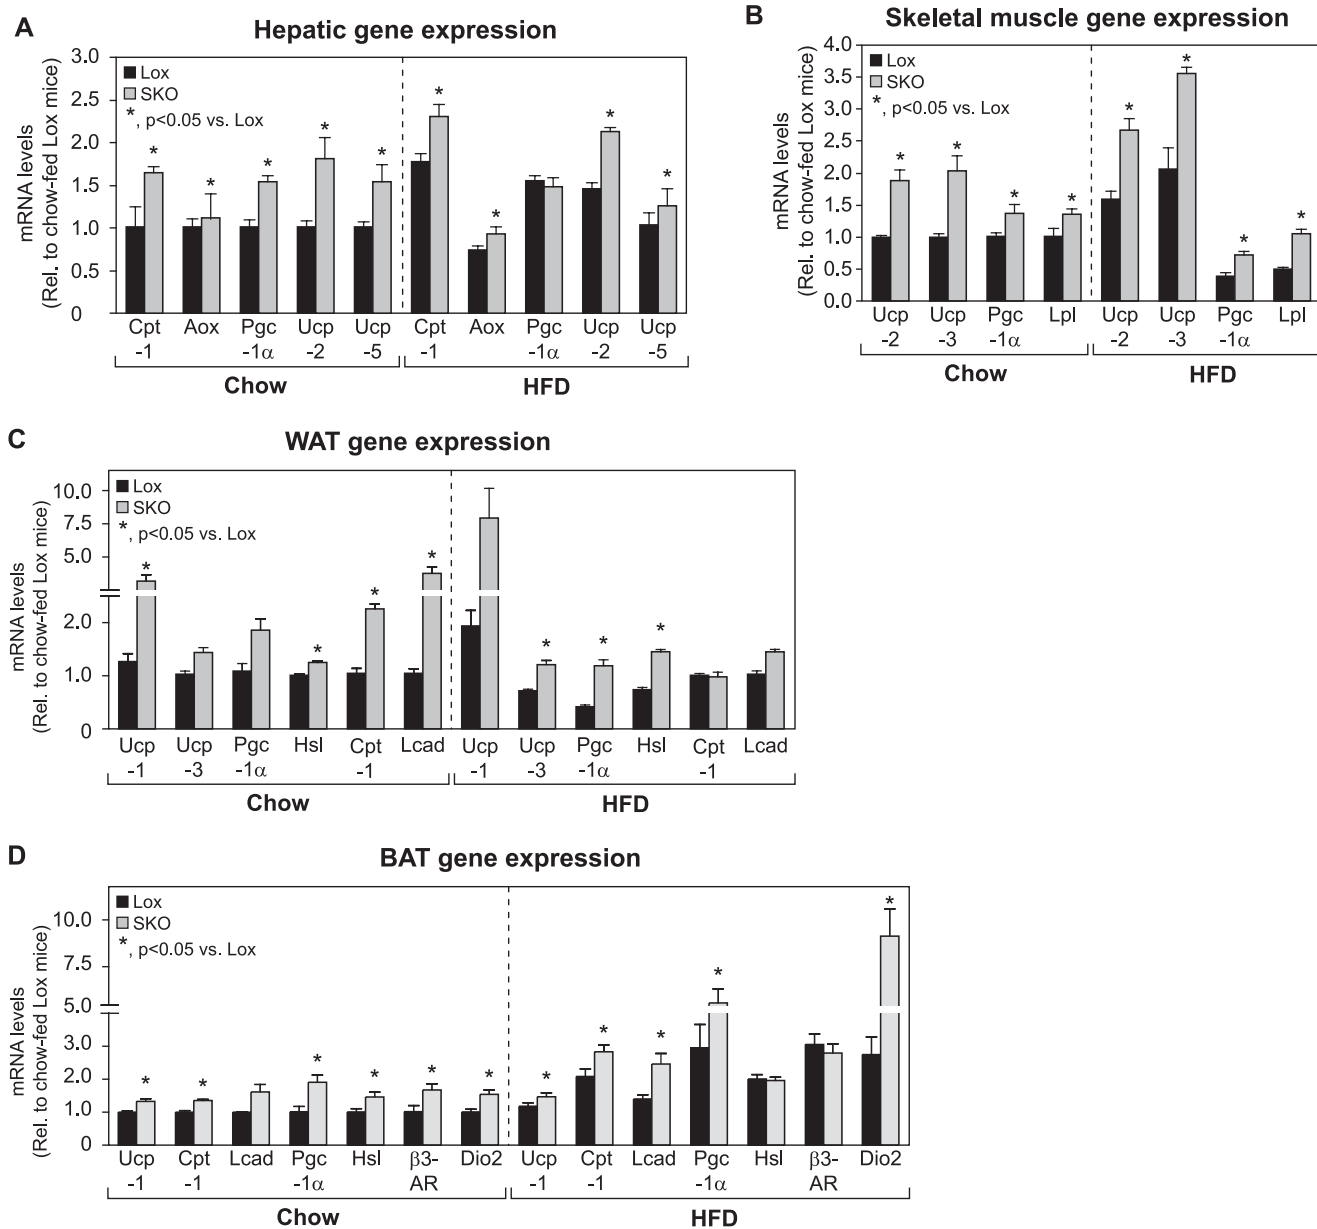 A
Hepatic gene expression
mRNA levels
(Rel. to chow-fed Lox mice)
3.0
2.5
2.0
1.5
1.0
0.5
0
Lox
SKO
*, p<0.05 vs. Lox
* * * * * * * * *
Cpt Aox Pgc Ucp Ucp Cpt Aox Pgc Ucp Ucp
-1 -1α -2 -5 -1 -1α -2 -5
Chow HFD
B
Skeletal muscle gene expression
mRNA levels
(Rel. to chow-fed Lox mice)
4.0
3.5
3.0
2.5
2.0
1.5
1.0
0.5
0.0
Lox
SKO
*, p<0.05 vs. Lox
* * * * * * * *
Ucp Ucp Pgc Lpl Ucp Ucp Pgc Lpl
-2 -3 -1α -2 -3 -1α
Chow HFD
C
WAT gene expression
mRNA levels
(Rel. to chow-fed Lox mice)
10.0
7.5
5.0
2.0
1.0
0
Lox
SKO
*, p<0.05 vs. Lox
* * * * * * *
Ucp Ucp Pgc Hsl Cpt Lcad Ucp Ucp Pgc Hsl Cpt Lcad
-1 -3 -1α -1 -1 -3 -1α -1
Chow HFD
D
BAT gene expression
mRNA levels
(Rel. to chow-fed Lox mice)
10.0
7.5
5.0
3.0
2.0
1.0
0
Lox
SKO
*, p<0.05 vs. Lox
* * * * * * * * * * *
Ucp Cpt Lcad Pgc Hsl β3- Dio2 Ucp Cpt Lcad Pgc Hsl β3- Dio2
-1 -1 -1α AR -1 -1 -1α AR
Chow HFD